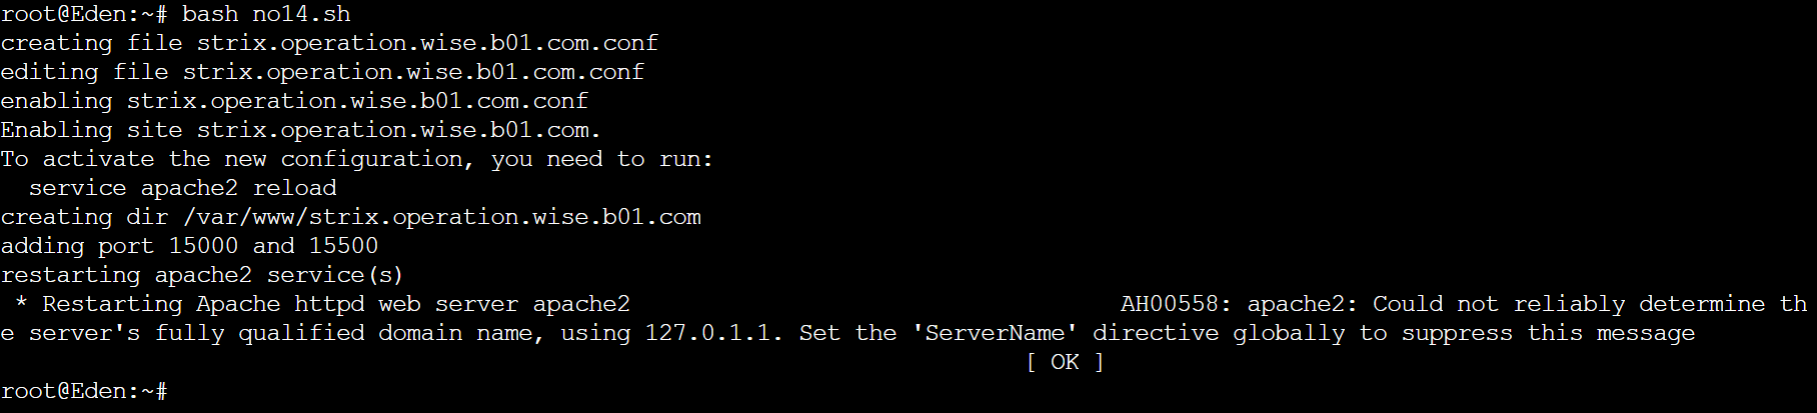 root@Eden:~# bash no14.sh
creating file strix.operation.wise.b01.com.conf
editing file strix.operation.wise.b01.com.conf
enabling strix.operation.wise.b01.com.conf
Enabling site strix.operation.wise.b01.com.
To activate the new configuration, you need to run:
  service apache2 reload
creating dir /var/www/strix.operation.wise.b01.com
adding port 15000 and 15500
restarting apache2 service(s)
 * Restarting Apache httpd web server apache2                                   AH00558: apache2: Could not reliably determine th
e server's fully qualified domain name, using 127.0.1.1. Set the 'ServerName' directive globally to suppress this message
                                                                         [ OK ]
root@Eden:~#